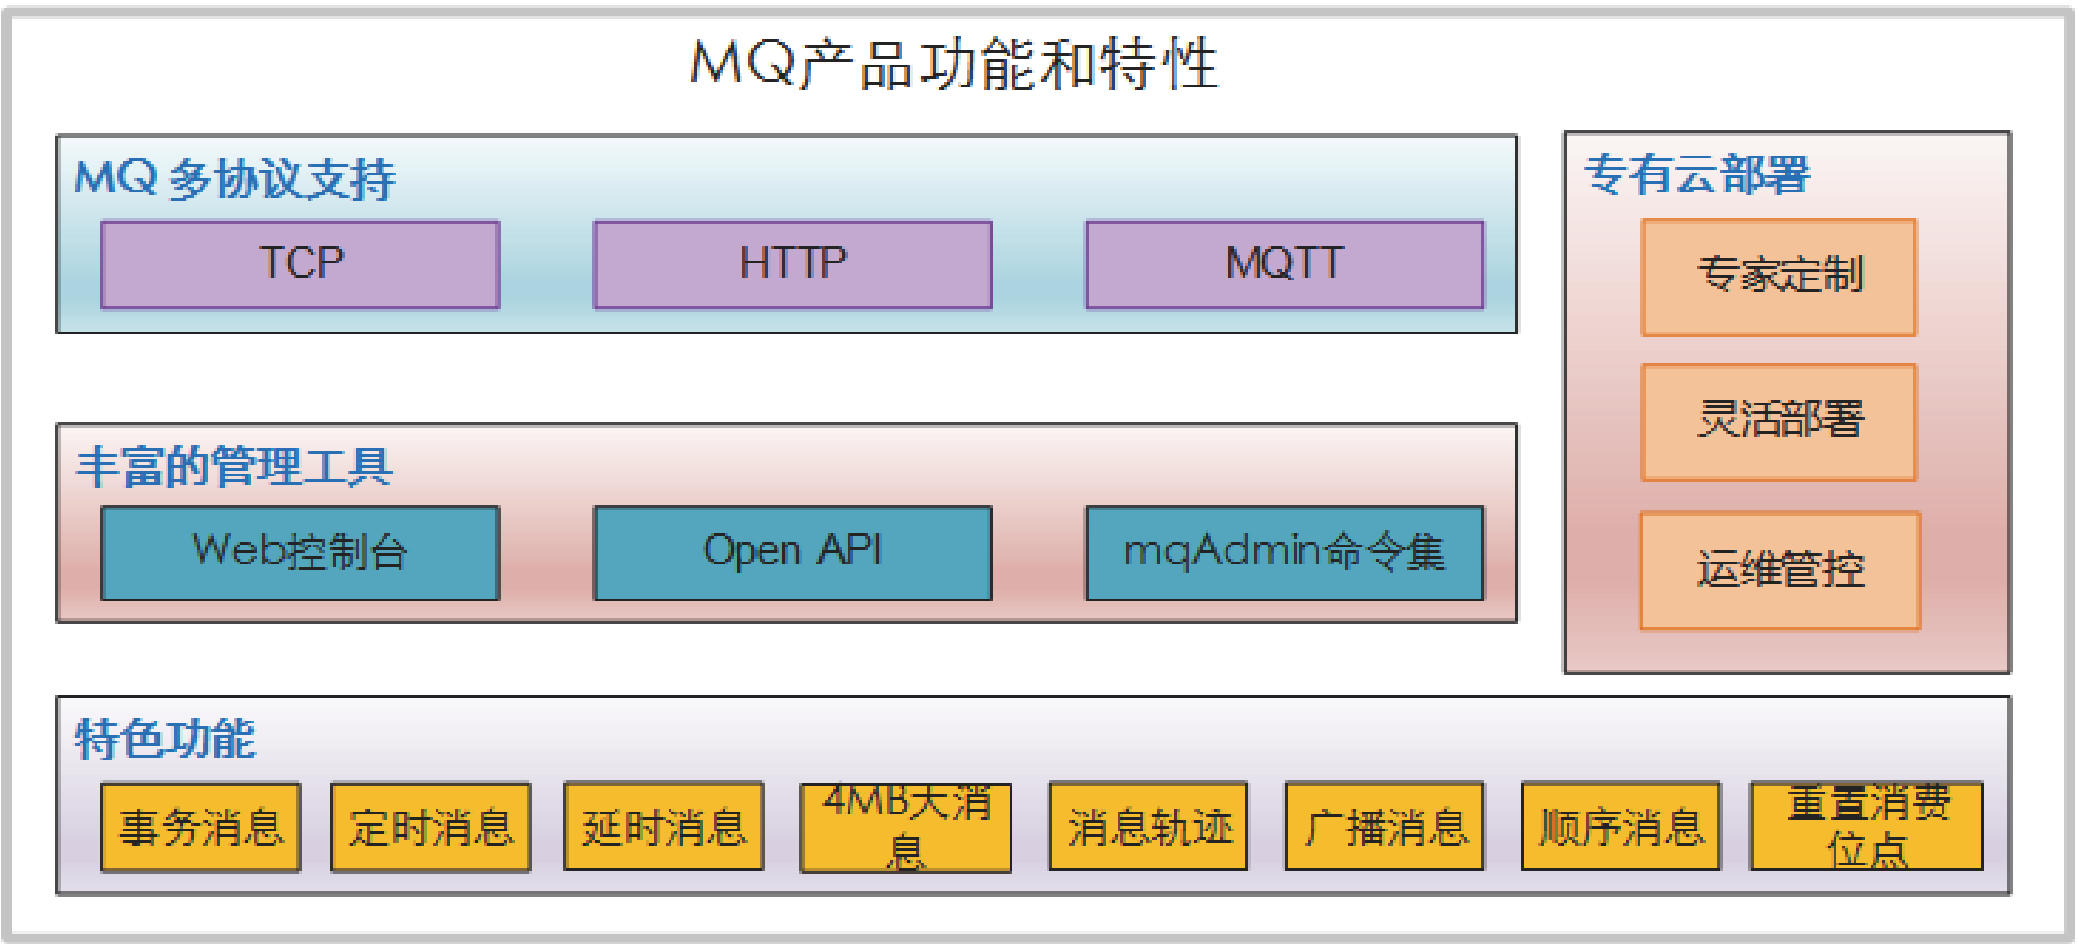 MQ产品功能和特性
MQ 多协议支持
TCP
HTTP
MQTT
专有云部署
专家定制
灵活部署
运维管控
丰富的管理工具
Web控制台
Open API
mqAdmin命令集
特色功能
事务消息
定时消息
延时消息
4MB大消
息
消息轨迹
广播消息
顺序消息
重置消费
位点